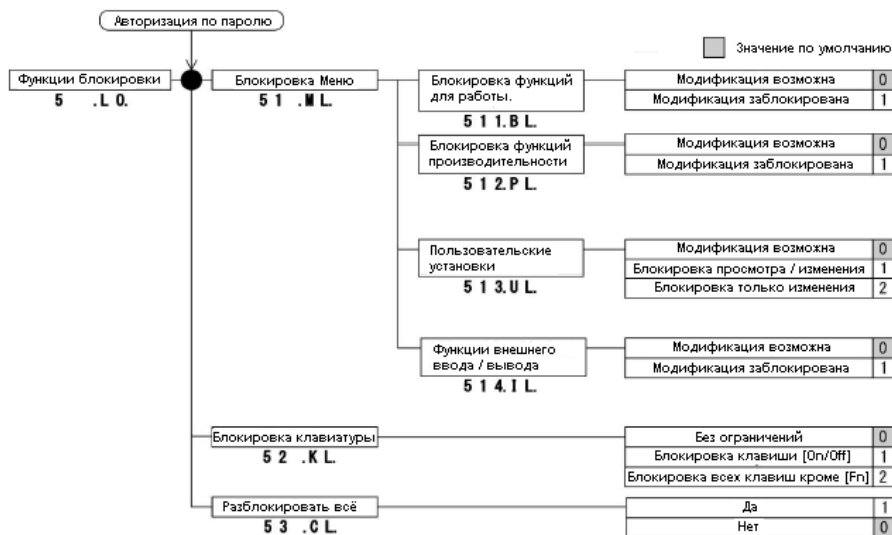 Авторизация по паролю
Значение по умолчанию
Функции блокировки
5 .L O.
Блокировка Меню
5 1 .M L.
Блокировка функций
для работы.
5 1 1.B L.
Модификация возможна 0
Модификация заблокирована 1
Блокировка функций
производительности
5 1 2.P L.
Модификация возможна 0
Модификация заблокирована 1
Пользовательские
установки
5 1 3.U L.
Модификация возможна 0
Блокировка просмотра / изменения 1
Блокировка только изменения 2
Функции внешнего
ввода / вывода
5 1 4.I L.
Модификация возможна 0
Модификация заблокирована 1
Блокировка клавиатуры
5 2 .K L.
Без ограничений 0
Блокировка клавиши [On/Off] 1
Блокировка всех клавиш кроме [Fn] 2
Разблокировать всё
5 3 .C L.
Да 1
Нет 0